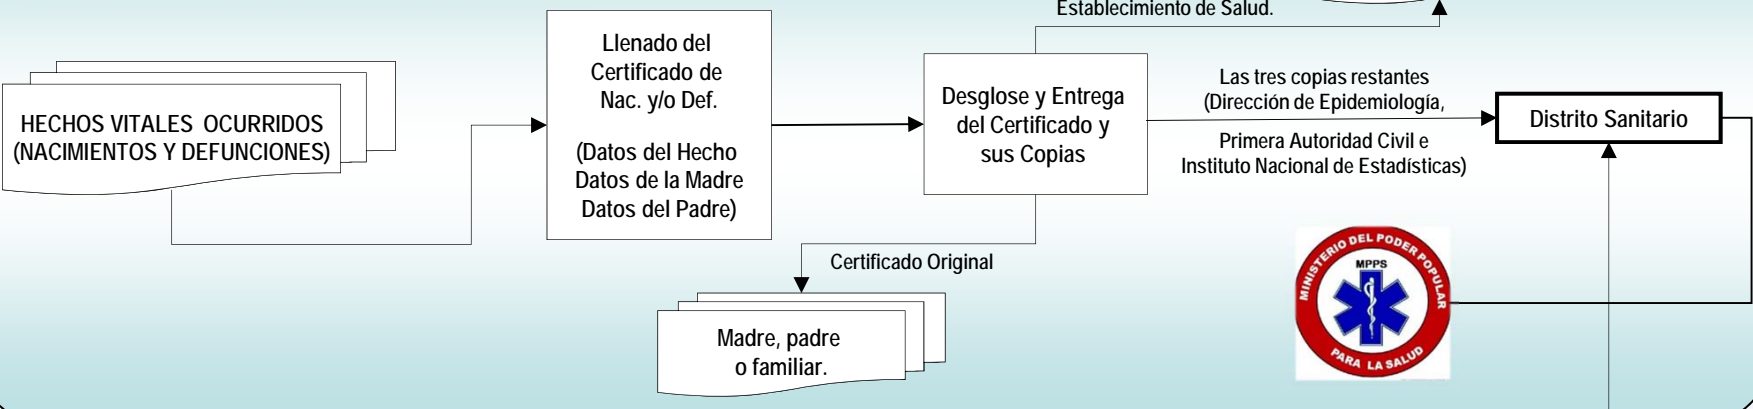 Establecimiento de Salud.
HECHOS VITALES OCURRIDOS
(NACIMIENTOS Y DEFUNCIONES)
Llenado del
Certificado de
Nac. y/o Def.
(Datos del Hecho
Datos de la Madre
Datos del Padre)
Desglose y Entrega
del Certificado y
sus Copias
Las tres copias restantes
(Dirección de Epidemiología,
Primera Autoridad Civil e
Instituto Nacional de Estadísticas)
Distrito Sanitario
Certificado Original
Madre, padre
o familiar.
MINISTERIO DEL PODER POPULAR
MPPS
PARA LA SALUD